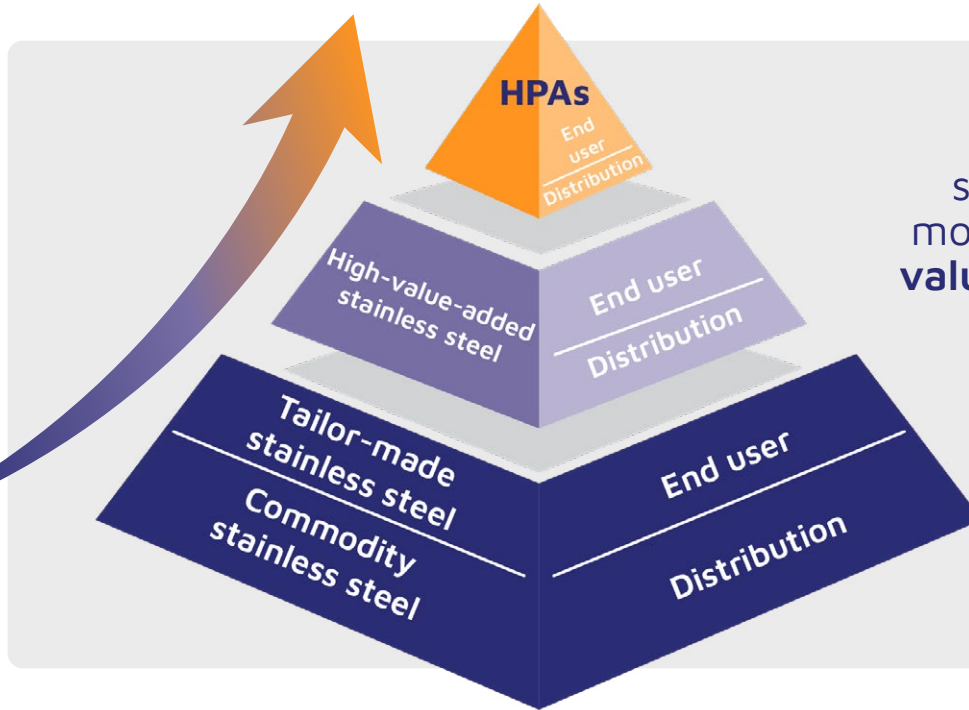 HPAs
End
user
Distribution
High-value-added
stainless steel
End user
Distribution
Tailor-made
stainless steel
Commodity
stainless steel
End user
Distribution